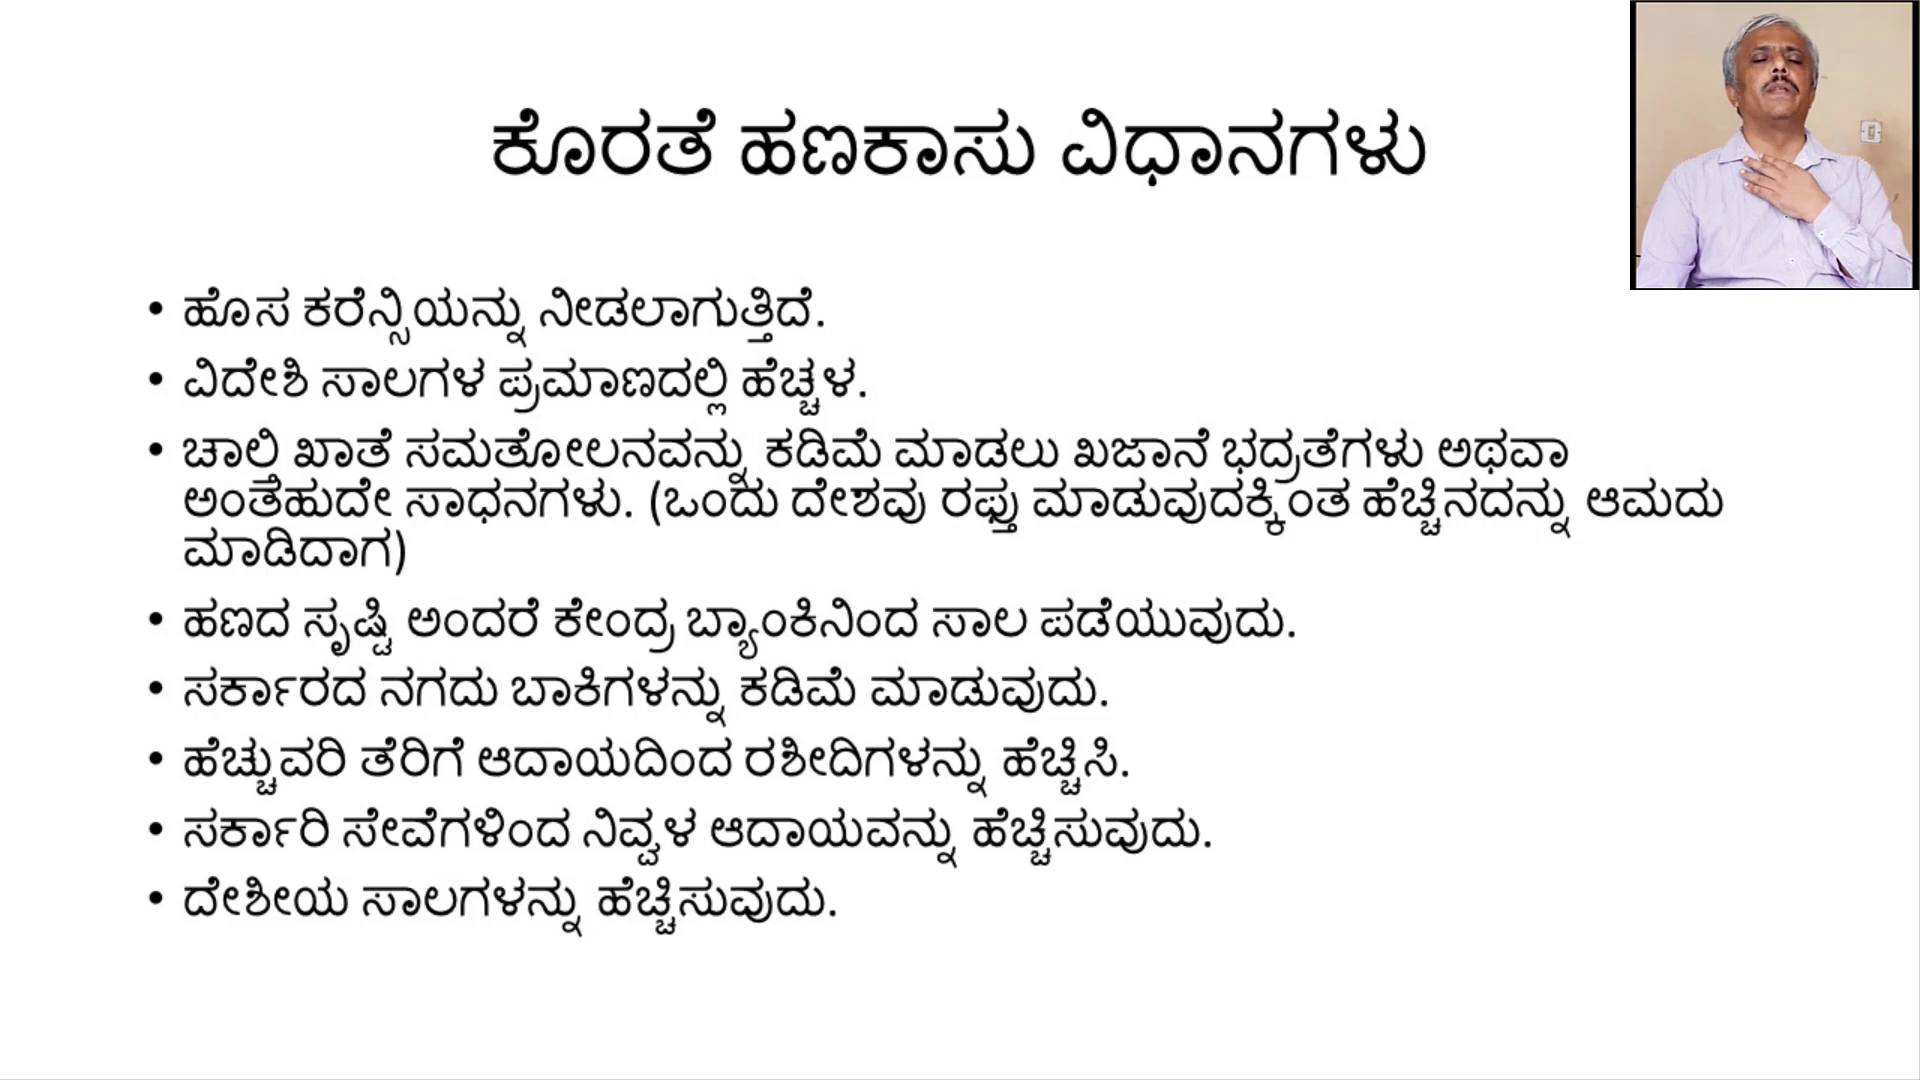 ಕೊರತೆ ಹಣಕಾಸು ವಿಧಾನಗಳು
• ಹೊಸ ಕರೆನ್ಸಿಯನ್ನು ನೀಡಲಾಗುತ್ತಿದೆ.
• ವಿದೇಶಿ ಸಾಲಗಳ ಪ್ರಮಾಣದಲ್ಲಿ ಹೆಚ್ಚಳ.
• ಚಾಲ್ತಿ ಖಾತೆ ಸಮತೋಲನವನ್ನು ಕಡಿಮೆ ಮಾಡಲು ಖಜಾನೆ ಭದ್ರತೆಗಳು ಅಥವಾ
ಅಂತಹುದೇ ಸಾಧನಗಳು. (ಒಂದು ದೇಶವು ರಫ್ತು ಮಾಡುವುದಕ್ಕಿಂತ ಹೆಚ್ಚಿನದನ್ನು ಆಮದು
ಮಾಡಿದಾಗ)
• ಹಣದ ಸೃಷ್ಟಿ ಅಂದರೆ ಕೇಂದ್ರ ಬ್ಯಾಂಕಿನಿಂದ ಸಾಲ ಪಡೆಯುವುದು.
• ಸರ್ಕಾರದ ನಗದು ಬಾಕಿಗಳನ್ನು ಕಡಿಮೆ ಮಾಡುವುದು.
• ಹೆಚ್ಚುವರಿ ತೆರಿಗೆ ಆದಾಯದಿಂದ ರಶೀದಿಗಳನ್ನು ಹೆಚ್ಚಿಸಿ.
• ಸರ್ಕಾರಿ ಸೇವೆಗಳಿಂದ ನಿವ್ವಳ ಆದಾಯವನ್ನು ಹೆಚ್ಚಿಸುವುದು.
• ದೇಶೀಯ ಸಾಲಗಳನ್ನು ಹೆಚ್ಚಿಸುವುದು.